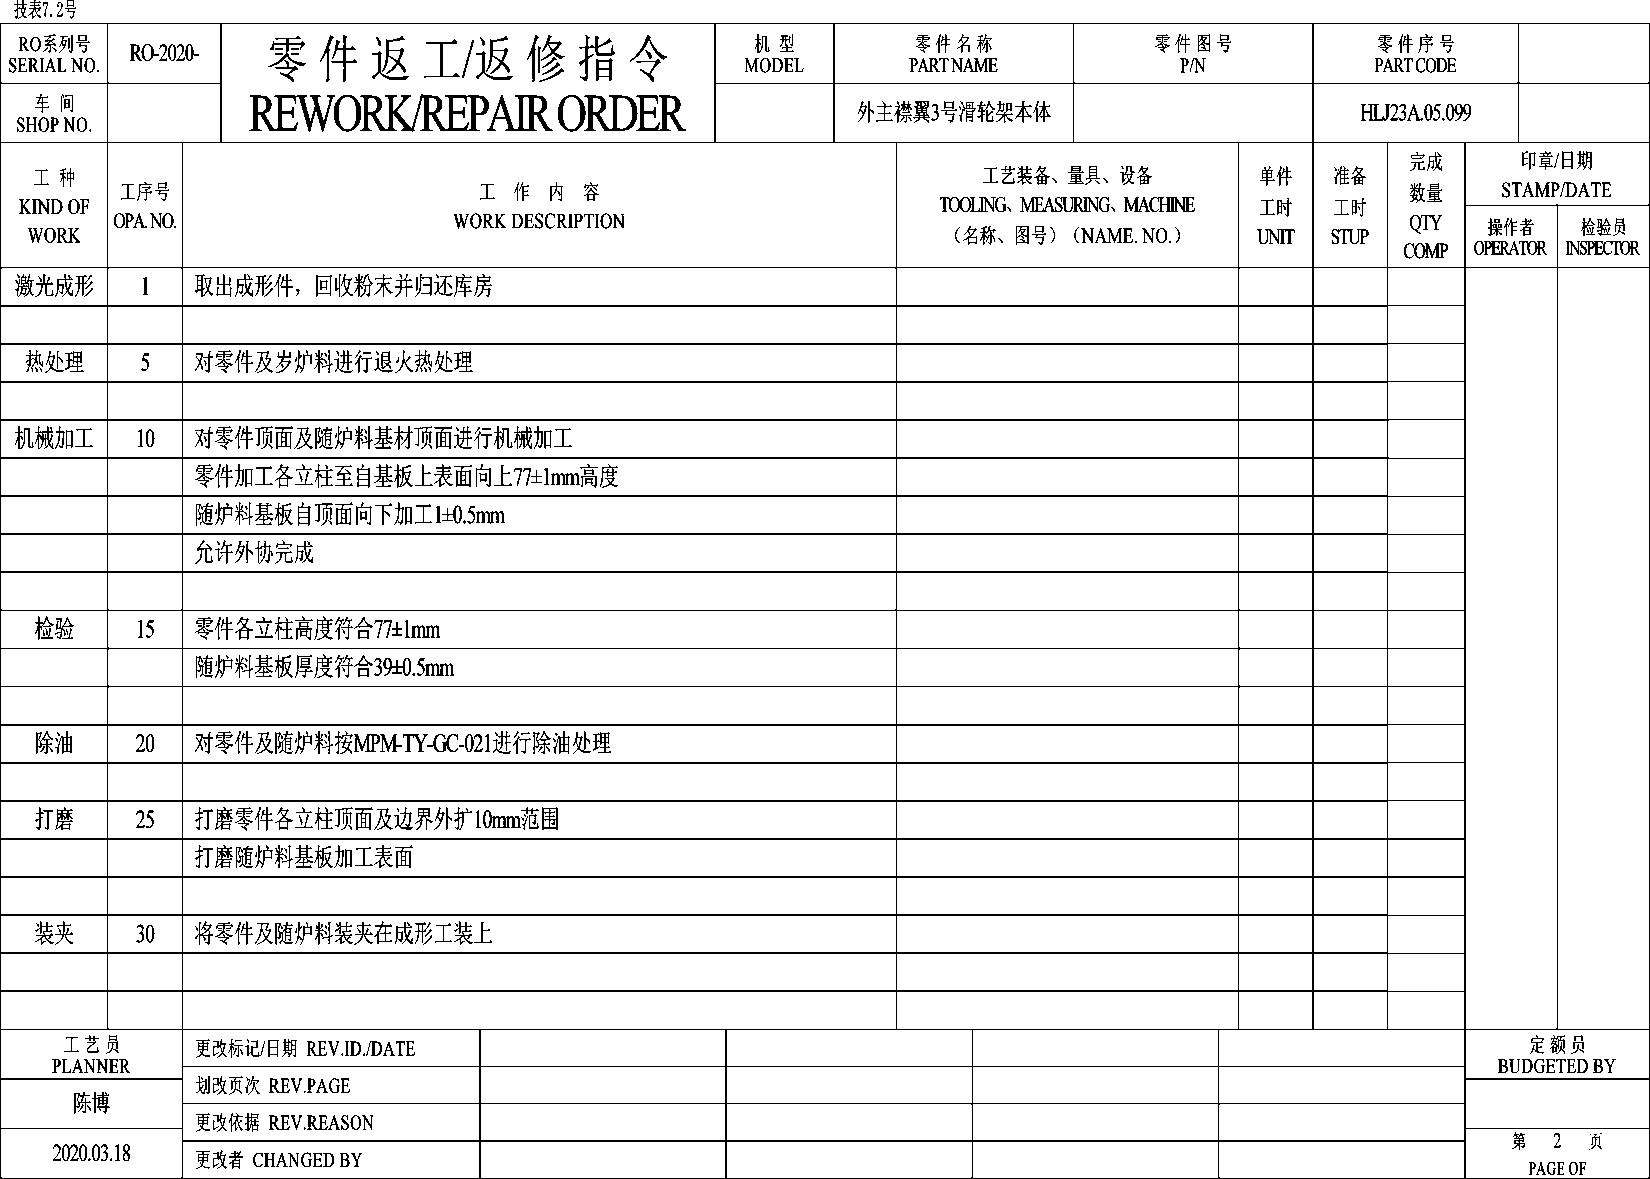 技表7.2号
RO系列号
SERIAL NO.
RO-2020-
零件返工/返修指令
REWORK/REPAIR ORDER
机 型
MODEL
零件名称
PART NAME
零件图号
P/N
零件序号
PART CODE
车 间
SHOP NO.
外主襟翼3号滑轮架本体
HLJ23A.05.099
工 种
KIND OF
WORK
工序号
OPA. NO.
工 作 内 容
WORK DESCRIPTION
工艺装备、量具、设备
TOOLING、MEASURING、MACHINE
（名称、图号）（NAME. NO.）
单件
工时
UNIT
准备
工时
STUP
完成
数量
QTY
COMP
印章/日期
STAMP/DATE
操作者
OPERATOR
检验员
INSPECTOR
激光成形 1 取出成形件，回收粉末并归还库房
热处理 5 对零件及岁炉料进行退火热处理
机械加工 10 对零件顶面及随炉料基材顶面进行机械加工
零件加工各立柱至自基板上表面向上77±1mm高度
随炉料基板自顶面向下加工1±0.5mm
允许外协完成
检验 15 零件各立柱高度符合77±1mm
随炉料基板厚度符合39±0.5mm
除油 20 对零件及随炉料按MPM-TY-GC-021进行除油处理
打磨 25 打磨零件各立柱顶面及边界外扩10mm范围
打磨随炉料基板加工表面
装夹 30 将零件及随炉料装夹在成形工装上
工艺员
PLANNER
陈博
2020.03.18
更改标记/日期 REV.ID./DATE
划改页次 REV.PAGE
更改依据 REV.REASON
更改者 CHANGED BY
定额员
BUDGETED BY
第 2 页
PAGE OF